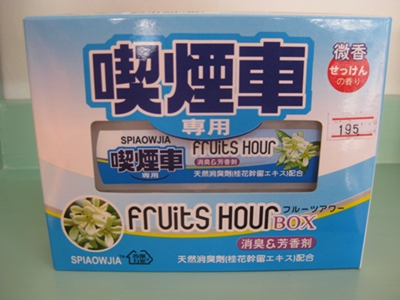 喫煙車
専用
微香
せっけん
の香り
195
SPIAOWJIA
喫煙車
専用
fruits Hour
消臭&芳香剤
天然消臭劑(桂花幹留エキス)配合
fruits Hour
フルーツアワー
BOX
消臭&芳香剤
SPIAOWJIA
天然消臭劑(桂花幹留エキス)配合